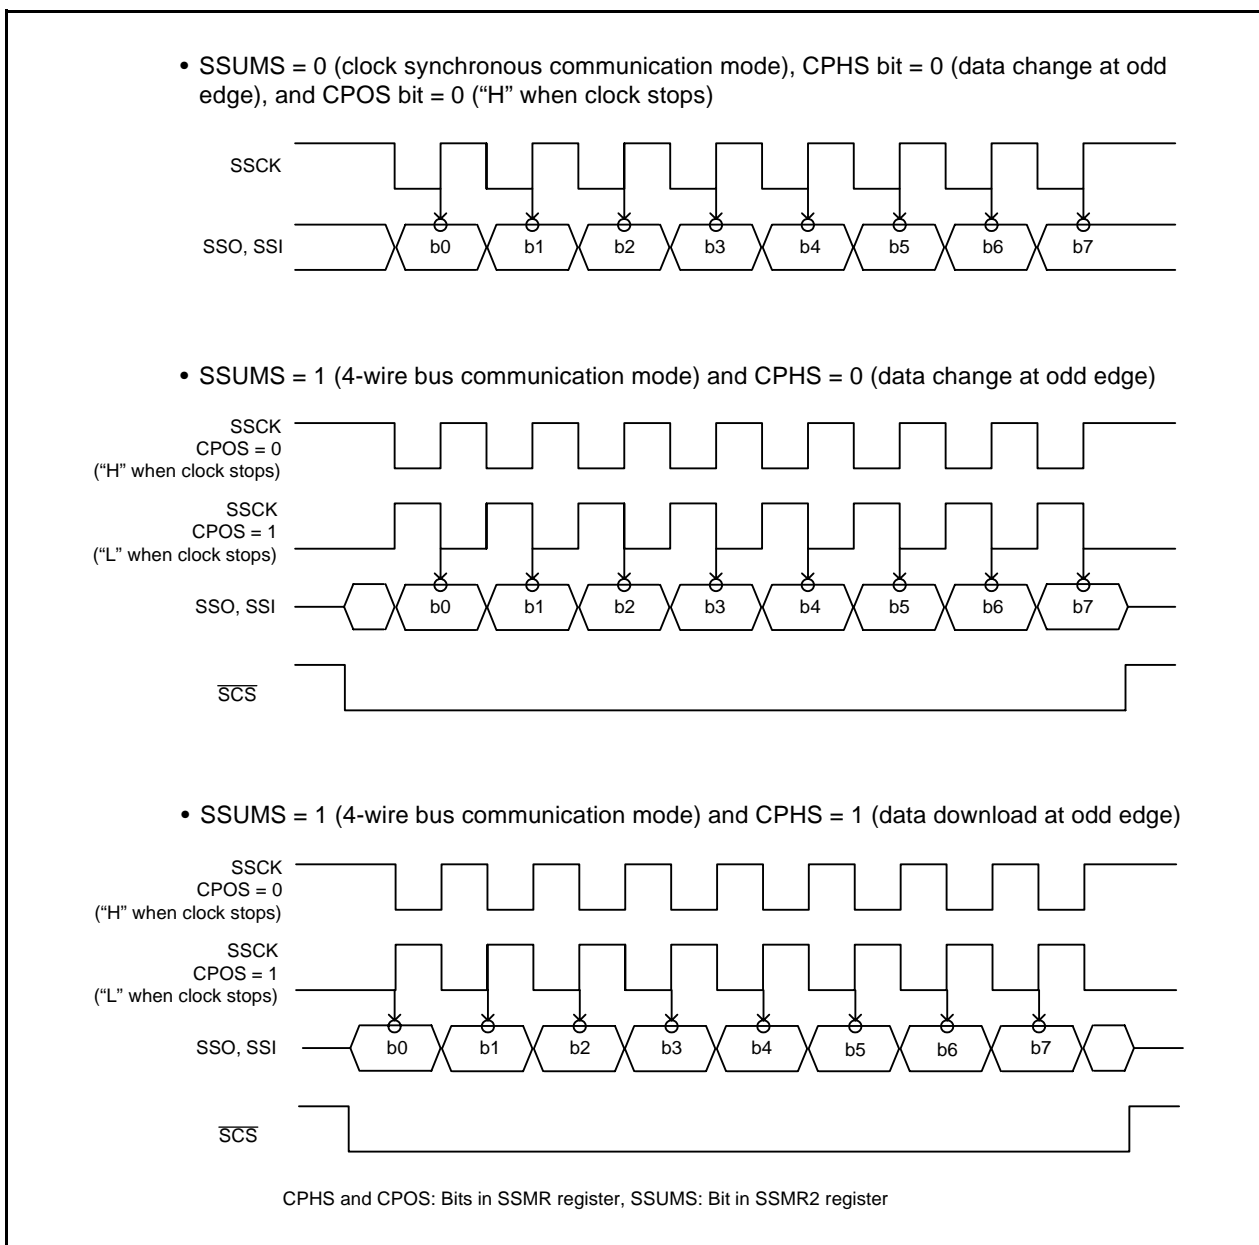 • SSUMS = 0 (clock synchronous communication mode), CPHS bit = 0 (data change at odd
edge), and CPOS bit = 0 (“H” when clock stops)
SSCK
SSO, SSI
b0 b1 b2 b3 b4 b5 b6 b7
• SSUMS = 1 (4-wire bus communication mode) and CPHS = 0 (data change at odd edge)
SSCK
CPOS = 0
(“H” when clock stops)
SSCK
CPOS = 1
(“L” when clock stops)
SSO, SSI
b0 b1 b2 b3 b4 b5 b6 b7
SCS
• SSUMS = 1 (4-wire bus communication mode) and CPHS = 1 (data download at odd edge)
SSCK
CPOS = 0
(“H” when clock stops)
SSCK
CPOS = 1
(“L” when clock stops)
SSO, SSI
b0 b1 b2 b3 b4 b5 b6 b7
SCS
CPHS and CPOS: Bits in SSMR register, SSUMS: Bit in SSMR2 register